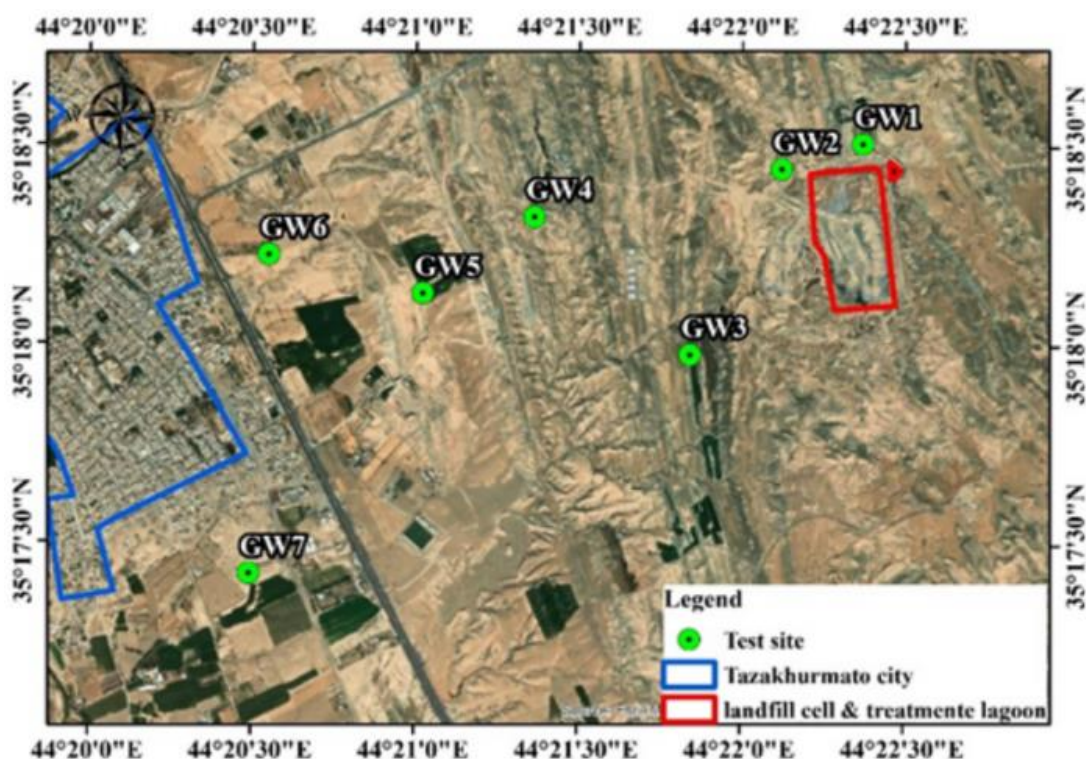 44°20'0"E 44°20'30"E 44°21'0"E 44°21'30"E 44°22'0"E 44°22'30"E
35°18'30"N
35°18'0"N
35°17'30"N
35°18'30"N
35°18'0"N
35°17'30"N
GW1
GW2
GW4
GW6
GW5
GW3
GW7
Legend
Test site
Tazakhurmato city
landfill cell & treatmente lagoon
44°20'0"E 44°20'30"E 44°21'0"E 44°21'30"E 44°22'0"E 44°22'30"E